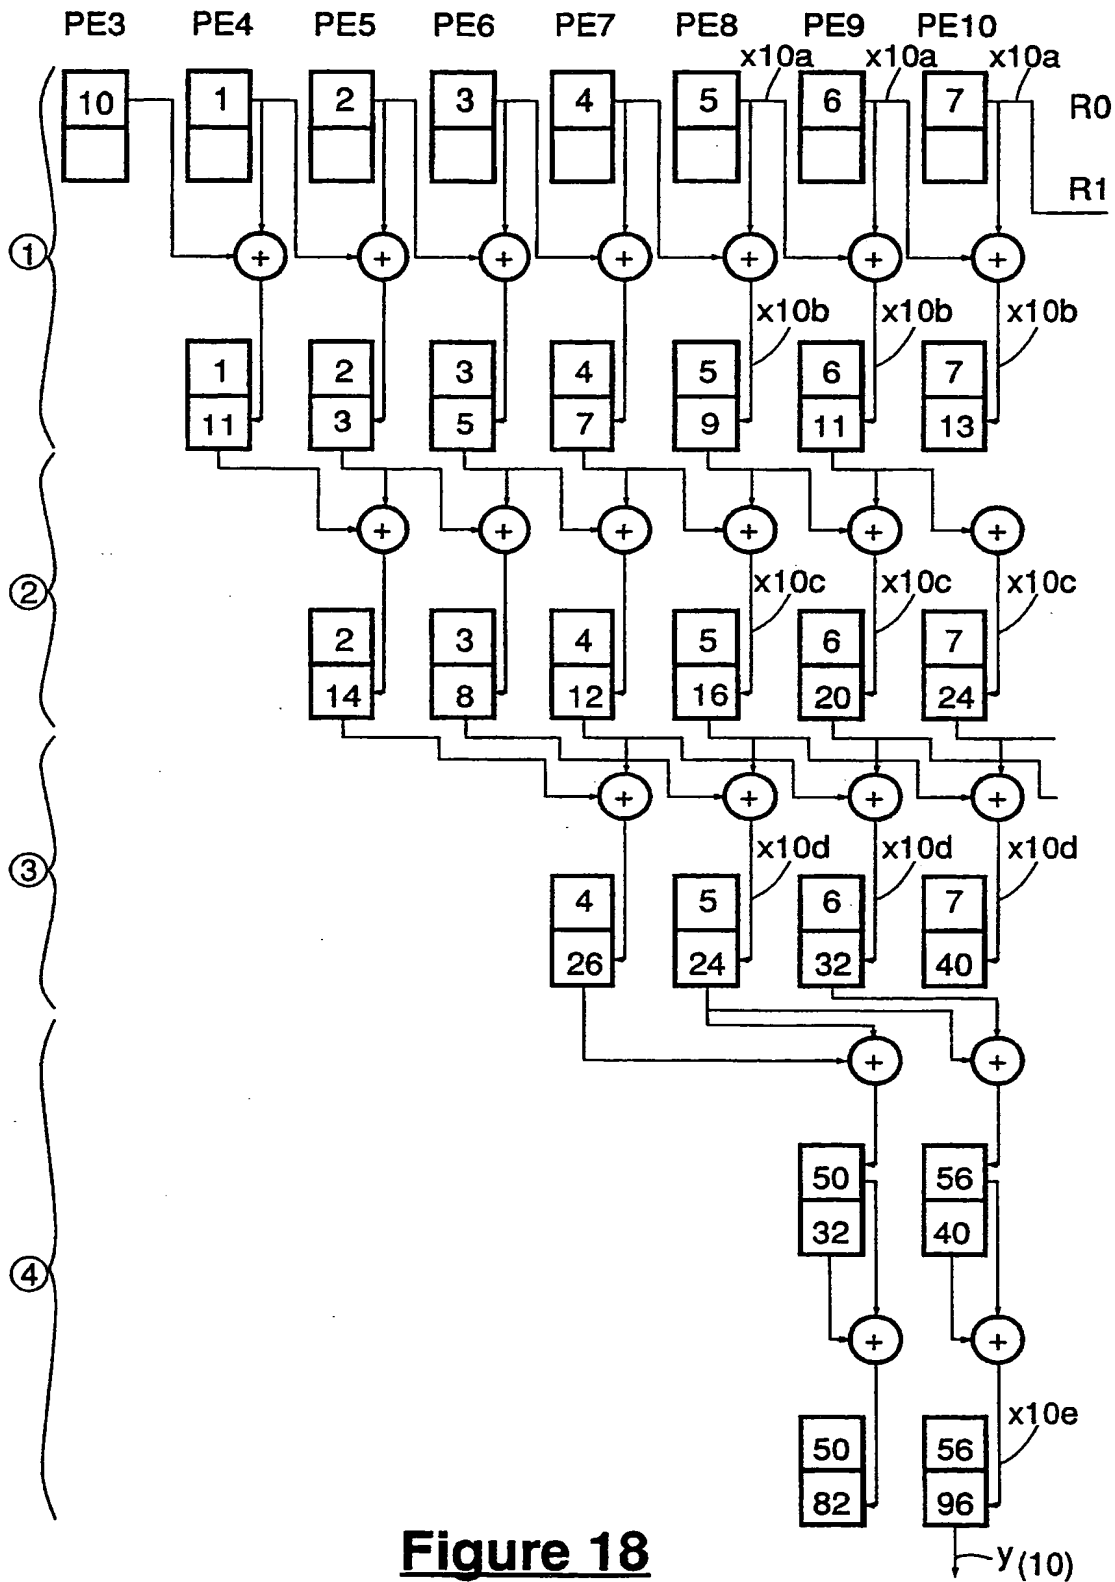 PE3 PE4 PE5 PE6 PE7 PE8 PE9 PE10
x10a x10a x10a
10 1 2 3 4 5 6 7 R0
R1
①
+ + + + + + +
x10b x10b x10b
1 2 3 4 5 6 7
11 3 5 7 9 11 13
+ + + + + +
②
x10c x10c x10c
2 3 4 5 6 7
14 8 12 16 20 24
+ + + +
x10d x10d x10d
③
4 5 6 7
26 24 32 40
+ +
50 56
32 40
④
+ +
x10e
50 56
82 96
Figure 18
y(10)